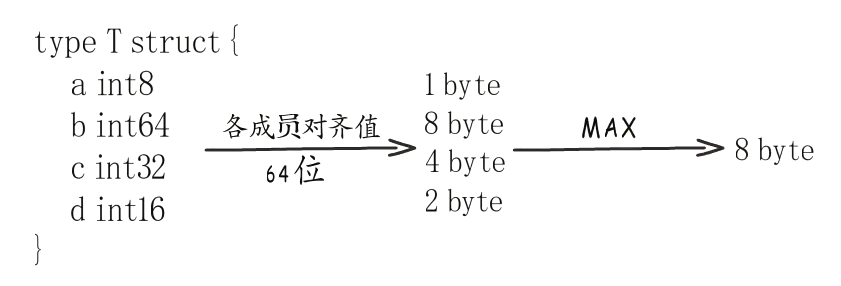 type T struct {
a int8
b int64
c int32
d int16
}
各成员对齐值
64位
1 byte
8 byte
4 byte
2 byte
MAX
8 byte